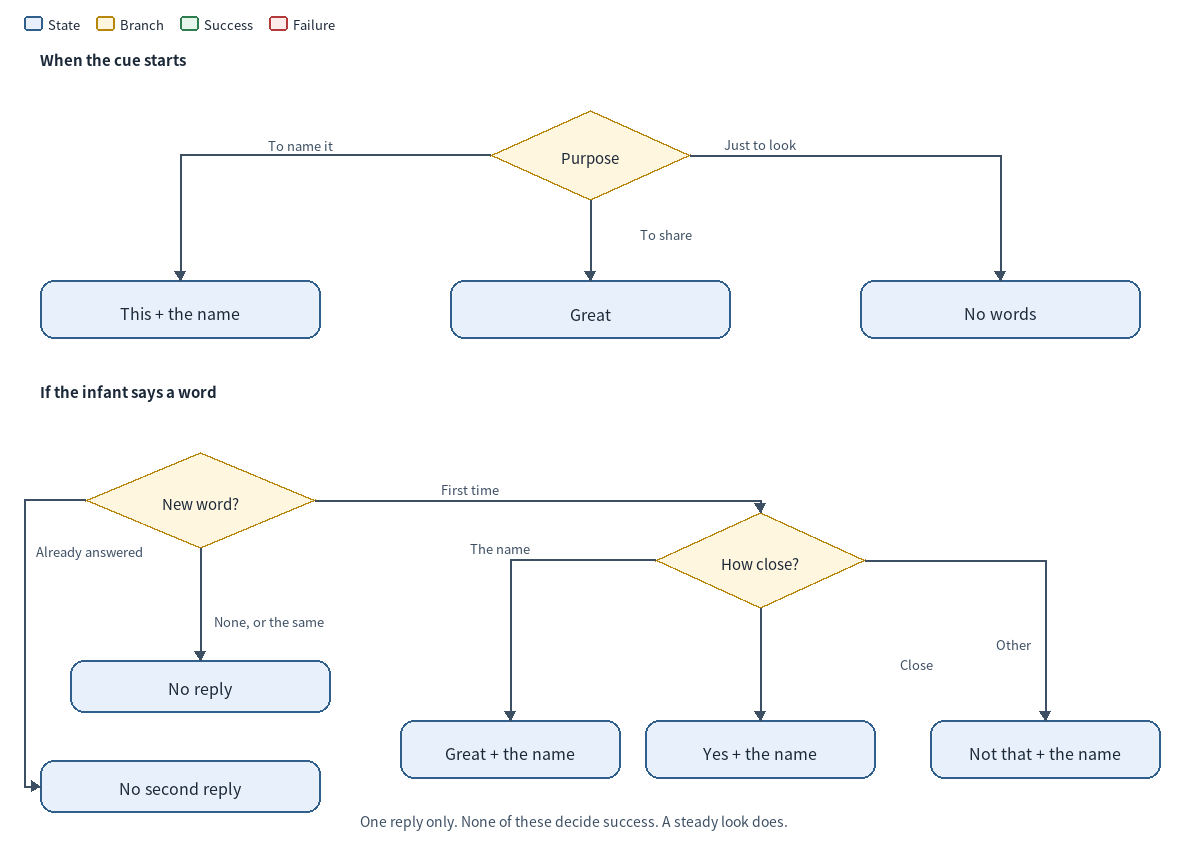 State
Branch
Success
Failure
When the cue starts
Purpose
To name it
Just to look
To share
This + the name
Great
No words
If the infant says a word
New word?
First time
Already answered
The name
How close?
None, or the same
Other
Close
No reply
Great + the name
Yes + the name
Not that + the name
No second reply
One reply only. None of these decide success. A steady look does.